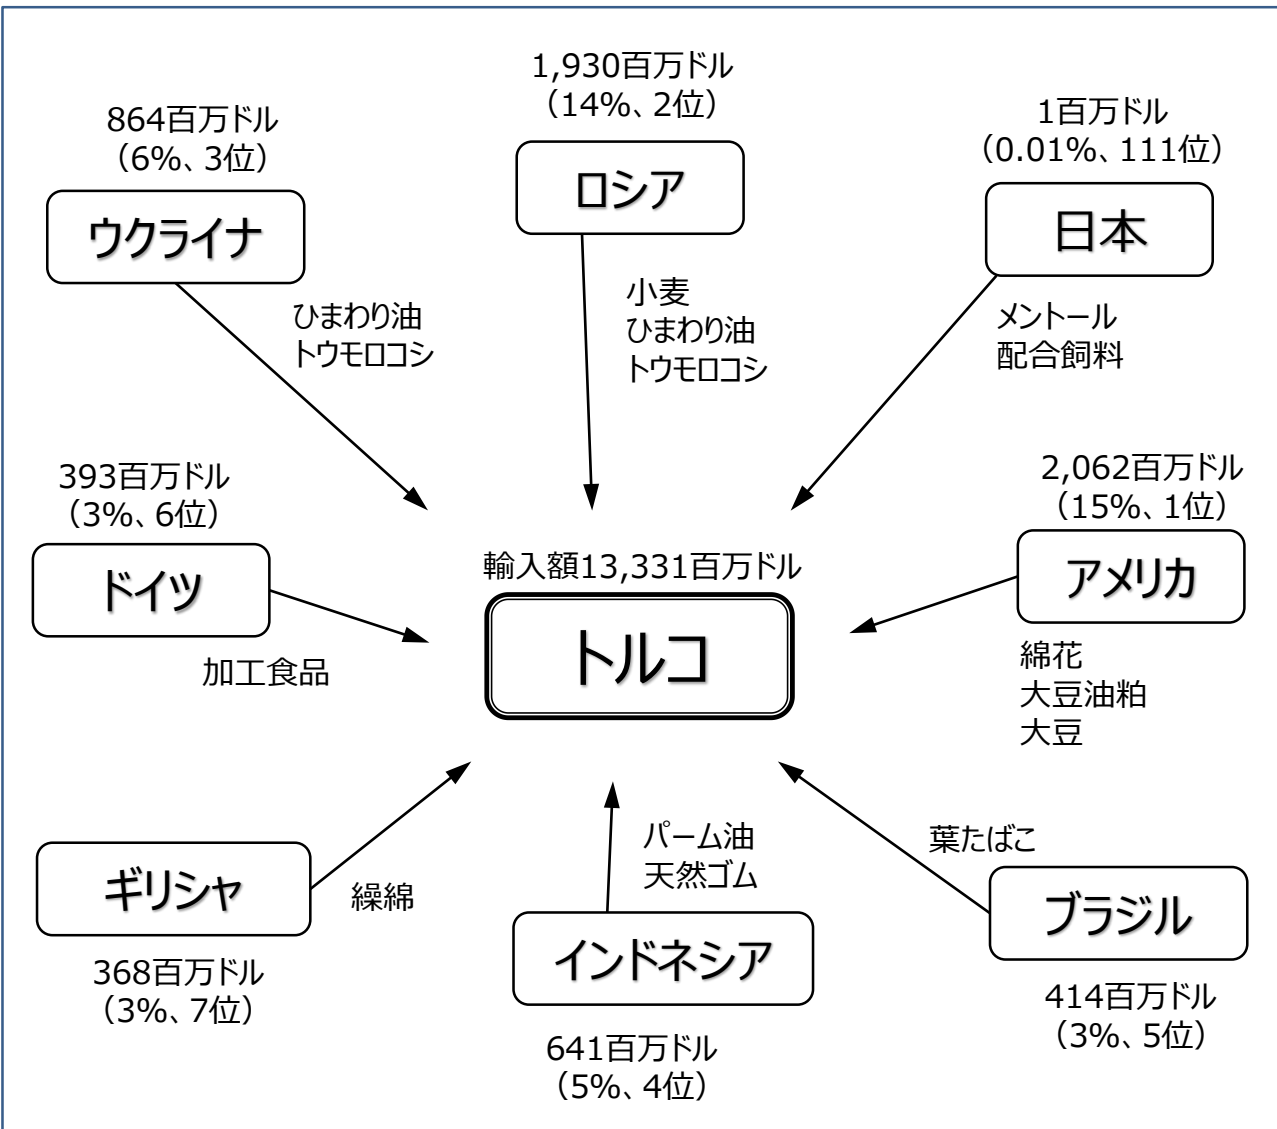 1,930百万ドル
（14%、2位）
ロシア
小麦
ひまわり油
トウモロコシ
864百万ドル
（6%、3位）
ウクライナ
ひまわり油
トウモロコシ
1百万ドル
（0.01%、111位）
日本
メントール
配合飼料
393百万ドル
（3%、6位）
ドイツ
加工食品
輸入額13,331百万ドル
トルコ
2,062百万ドル
（15%、1位）
アメリカ
綿花
大豆油粕
大豆
ギリシャ
368百万ドル
（3%、7位）
繰綿
パーム油
天然ゴム
インドネシア
641百万ドル
（5%、4位）
葉たばこ
ブラジル
414百万ドル
（3%、5位）